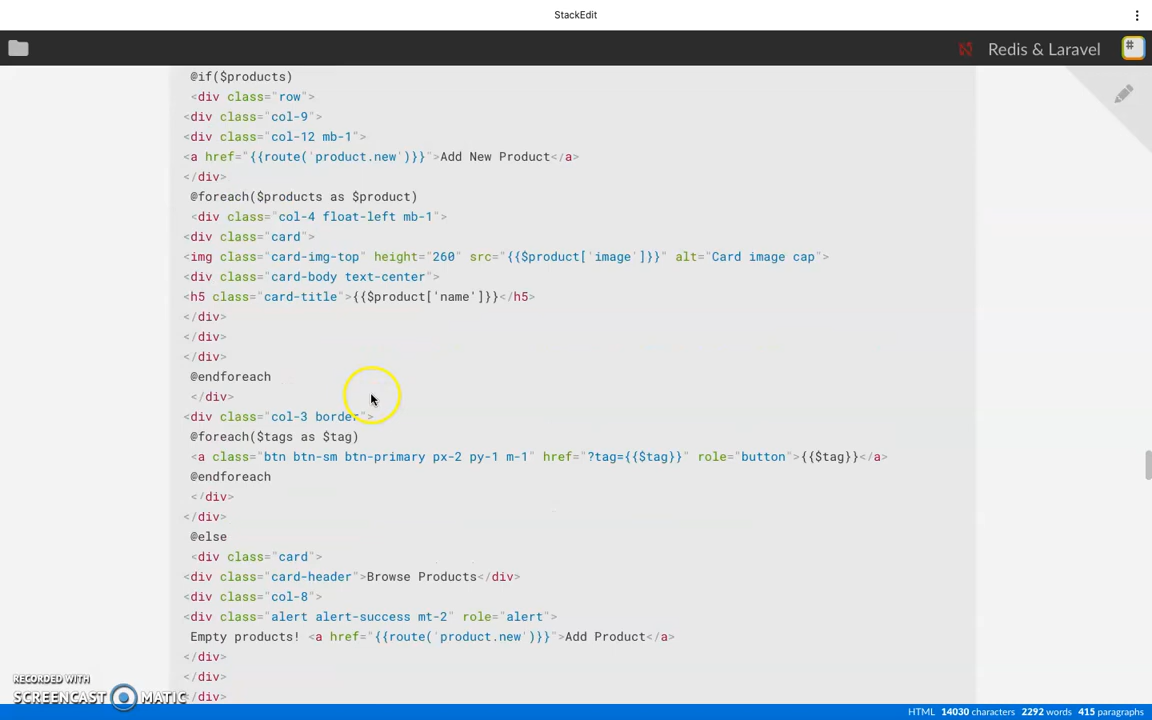 StackEdit
Redis & Laravel
#
@if($products)
<div class="row">
<div class="col-9">
<div class="col-12 mb-1">
<a href="{{route('product.new')}}">Add New Product</a>
</div>
@foreach($products as $product)
<div class="col-4 float-left mb-1">
<div class="card">
<img class="card-img-top" height="260" src="{{$product['image']}}" alt="Card image cap">
<div class="card-body text-center">
<h5 class="card-title">{{$product['name']}}</h5>
</div>
</div>
</div>
@endforeach
</div>
<div class="col-3 border">
@foreach($tags as $tag)
<a class="btn btn-sm btn-primary px-2 py-1 m-1" href="?tag={{$tag}}" role="button">{{$tag}}</a>
@endforeach
</div>
</div>
@else
<div class="card">
<div class="card-header">Browse Products</div>
<div class="col-8">
<div class="alert alert-success mt-2" role="alert">
Empty products! <a href="{{route('product.new')}}">Add Product</a>
</div>
</div>
</div>
RECORDED WITH
SCREENCAST MATIC
HTML 14030 characters 2292 words 415 paragraphs